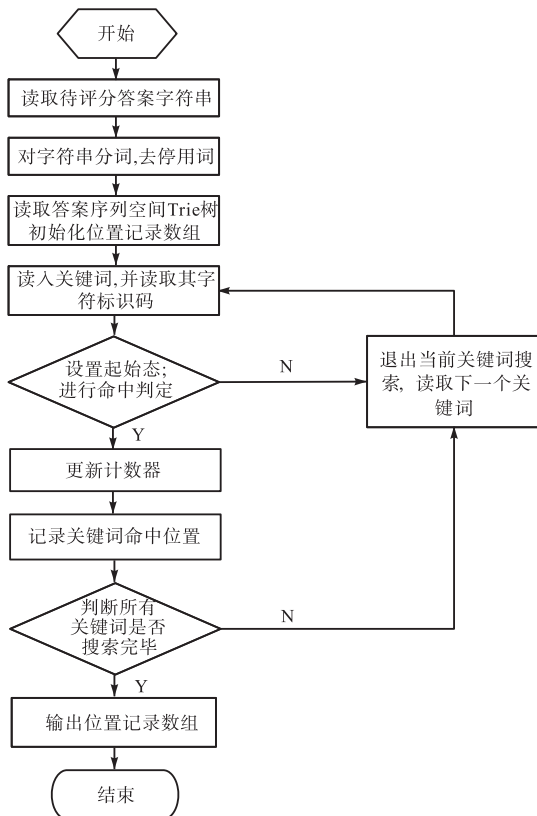 开始
读取待评分答案字符串
对字符串分词,去停用词
读取答案序列空间Trie树
初始化位置记录数组
读入关键词,并读取其字
符标识码
设置起始态;
进行命中判定
N
退出当前关键词搜
索, 读取下一个关
键词
Y
更新计数器
记录关键词命中位置
判断所有
关键词是否
搜索完毕
N
Y
输出位置记录数组
结束